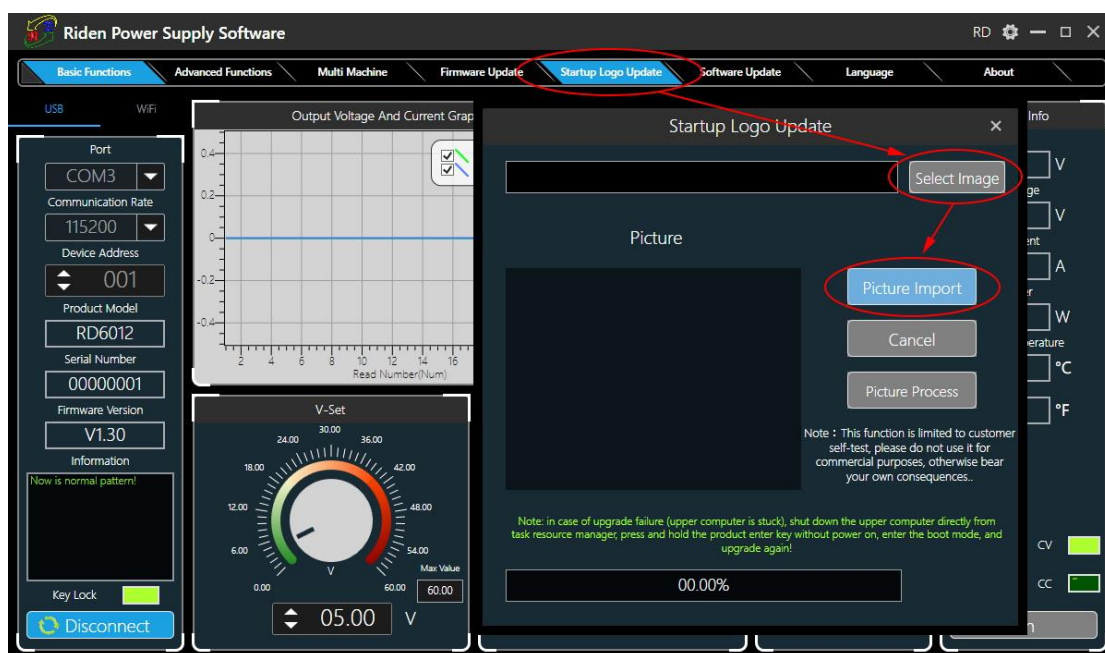 Riden Power Supply Software
RD
Basic Functions
Advanced Functions
Multi Machine
Firmware Update
Startup Logo Update
Software Update
Language
About
USB
WiFi
Port
COM3
Communication Rate
115200
Device Address
001
Product Model
RD6012
Serial Number
00000001
Firmware Version
V1.30
Information
Now is normal pattern!
Key Lock
Disconnect
Output Voltage And Current Grap
0.4
0.2
0
-0.2
-0.4
2 4 6 8 10 12 14 16
Read Number(Num)
V-Set
0.00
6.00
12.00
18.00
24.00
30.00
36.00
42.00
48.00
54.00
60.00
V
Max Value
60.00
05.00 V
Startup Logo Update
Select Image
Picture
Picture Import
Cancel
Picture Process
Note：This function is limited to customer
self-test, please do not use it for
commercial purposes, otherwise bear
your own consequences..
Note: in case of upgrade failure (upper computer is stuck), shut down the upper computer directly from
task resource manager, press and hold the product enter key without power on, enter the boot mode, and
upgrade again!
00.00%
Info
V
ge
V
ent
A
er
W
perature
°C
°F
CV
CC
n